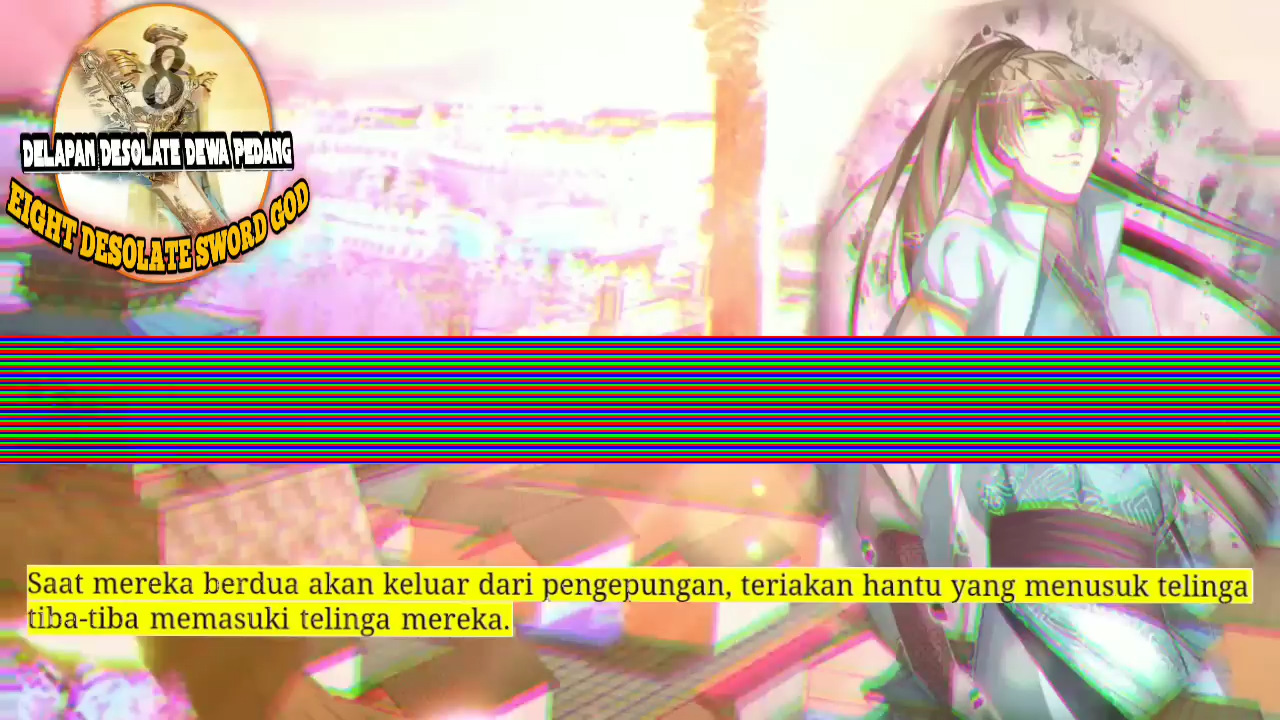 8
DELAPAN DESOLATE DEWA PEDANG
EIGHT DESOLATE SWORD GOD
Saat mereka berdua akan keluar dari pengepungan, teriakan hantu yang menusuk telinga
tiba-tiba memasuki telinga mereka.